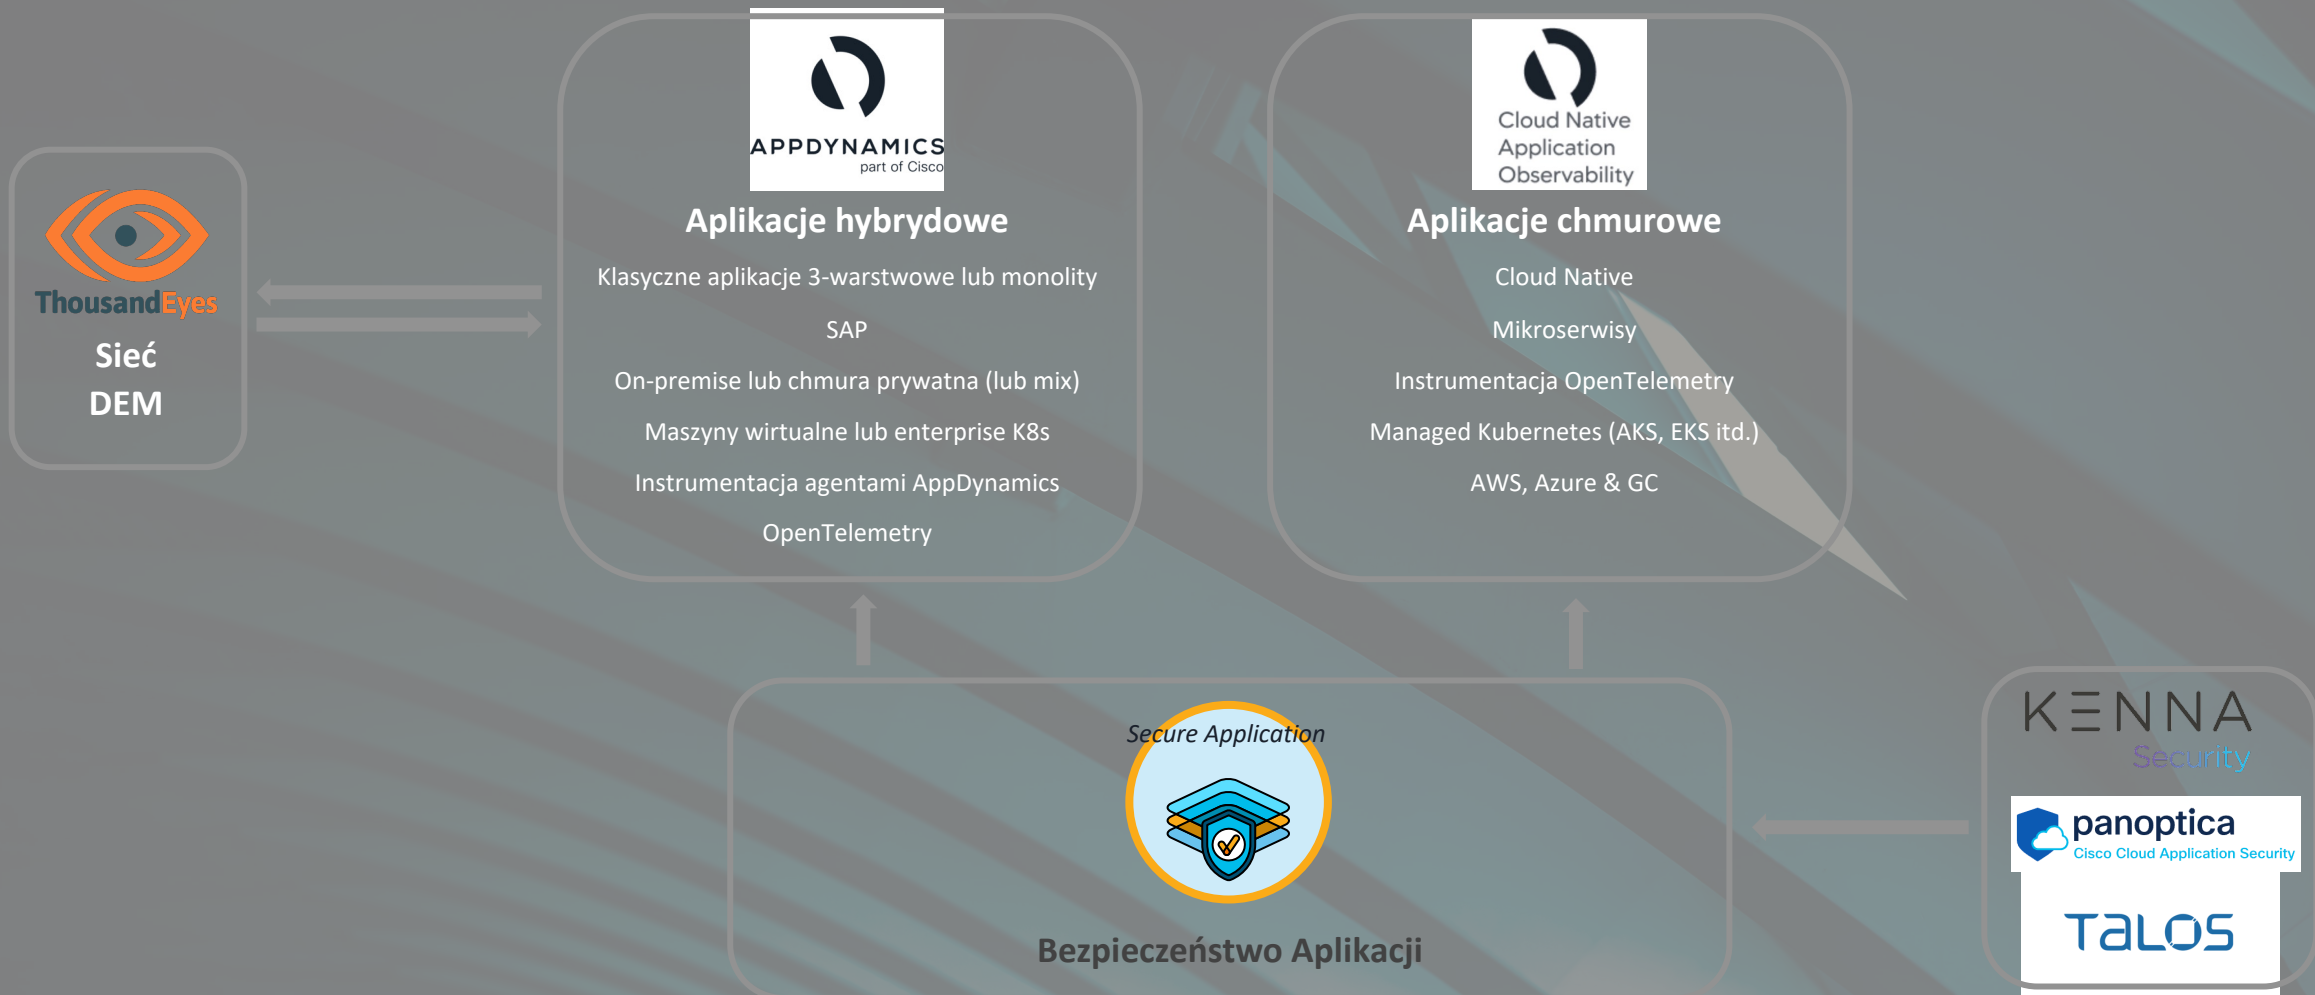 ThousandEyes
Sieć
DEM
APPDYNAMICS
part of Cisco
Aplikacje hybrydowe
Klasyczne aplikacje 3-warstwowe lub monolity
SAP
On-premise lub chmura prywatna (lub mix)
Maszyny wirtualne lub enterprise K8s
Instrumentacja agentami AppDynamics
OpenTelemetry
Cloud Native
Application
Observability
Aplikacje chmurowe
Cloud Native
Mikroserwisy
Instrumentacja OpenTelemetry
Managed Kubernetes (AKS, EKS itd.)
AWS, Azure & GC
Secure Application
Bezpieczeństwo Aplikacji
KENNA
Security
panoptica
Cisco Cloud Application Security
TALOS